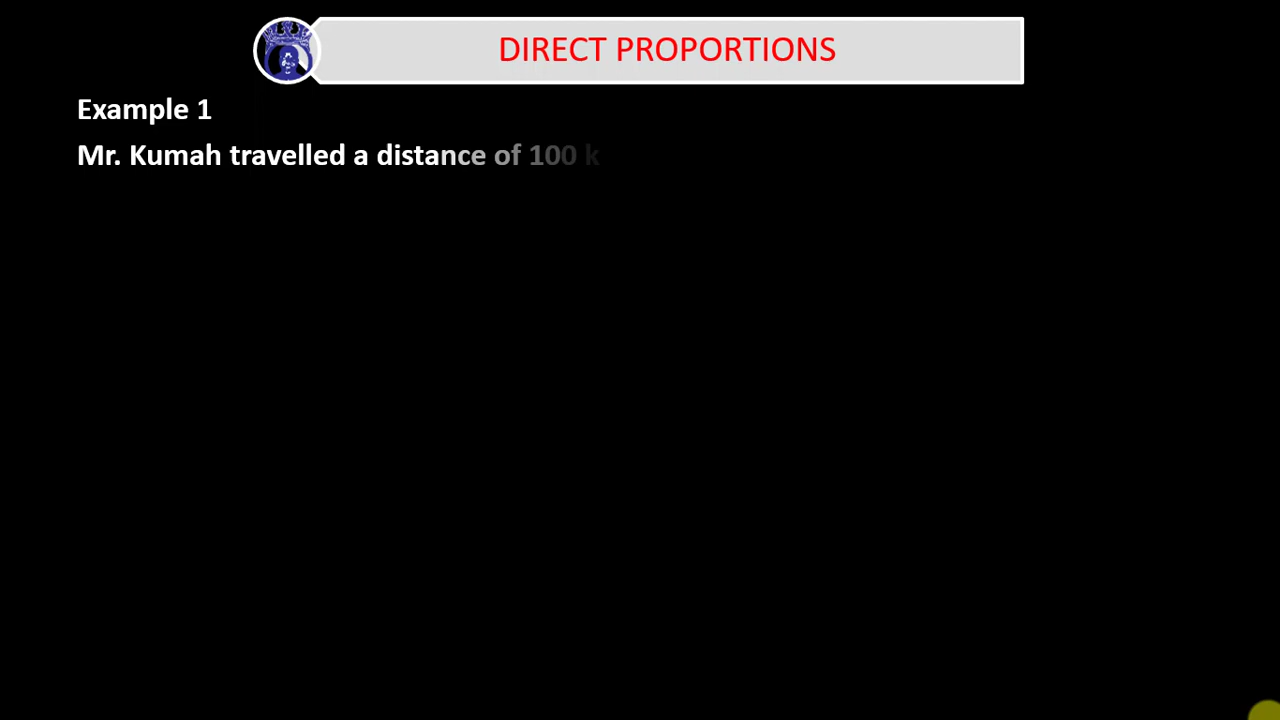 DIRECT PROPORTIONS
Example 1
Mr. Kumah travelled a distance of 100 k